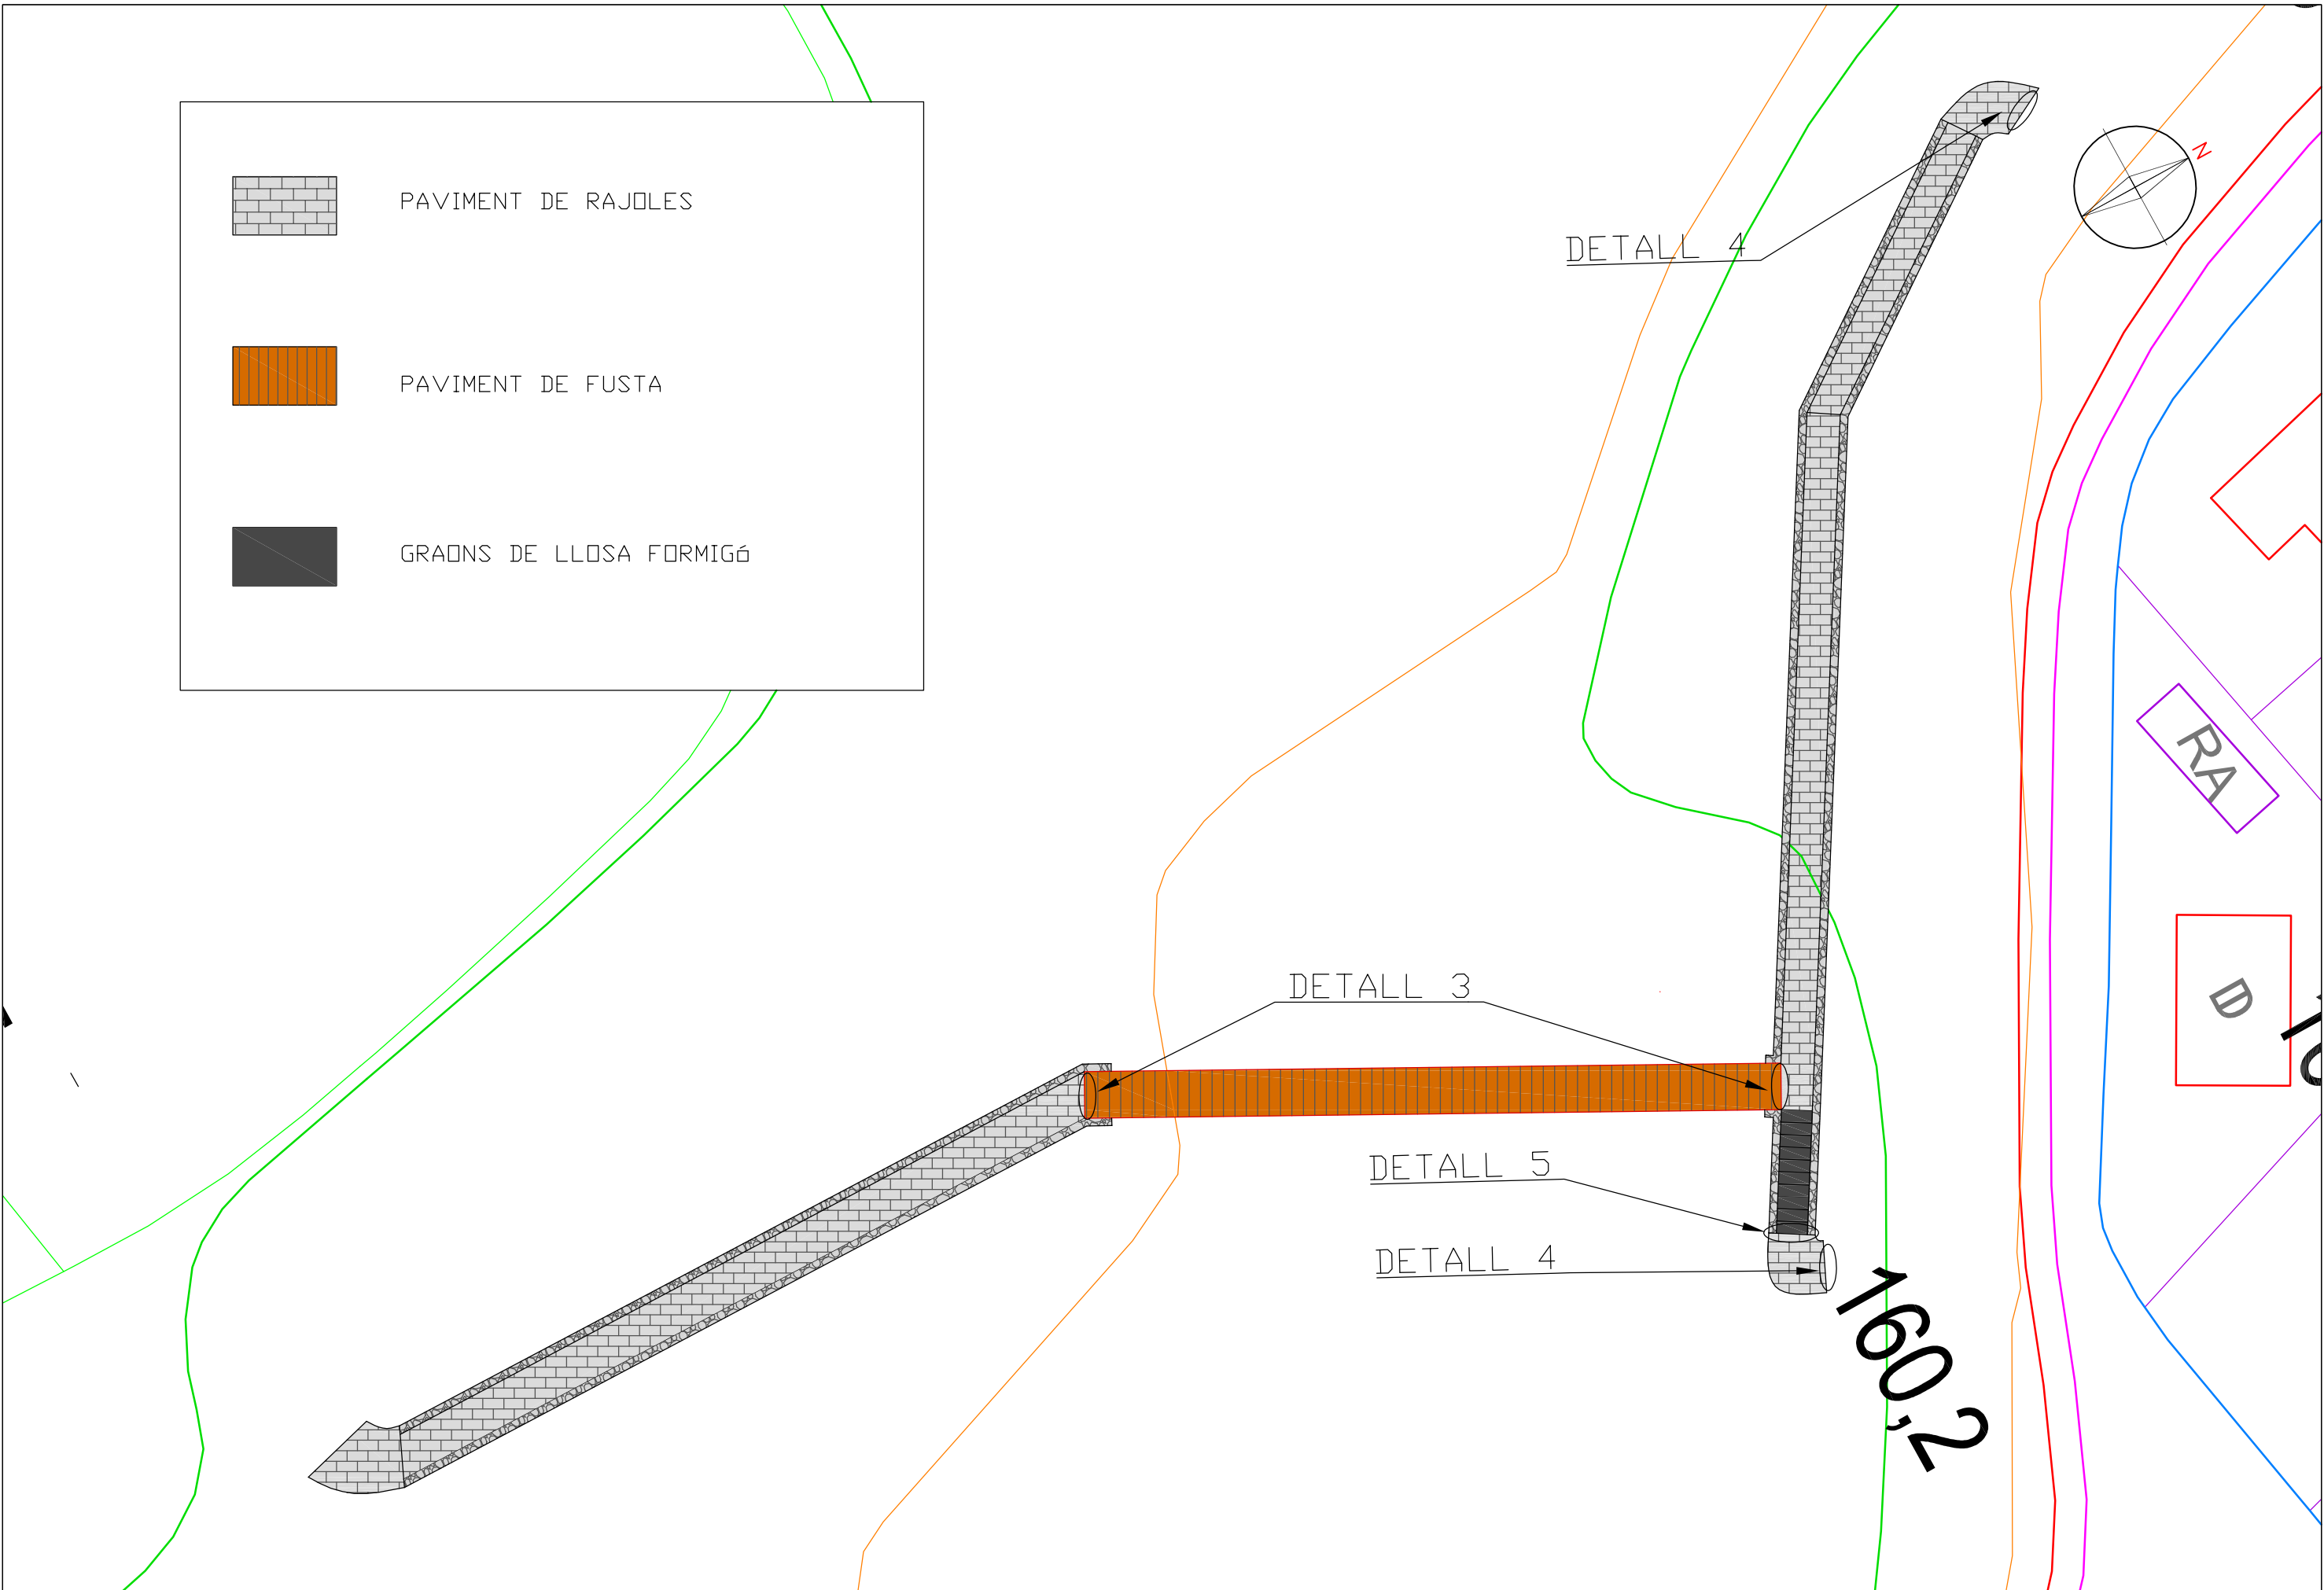 PAVIMENT DE RAJOLES
PAVIMENT DE FUSTA
GRAONS DE LLOSA FORMIGó
DETALL 4
N
RA
D
DETALL 3
DETALL 5
DETALL 4
160,2